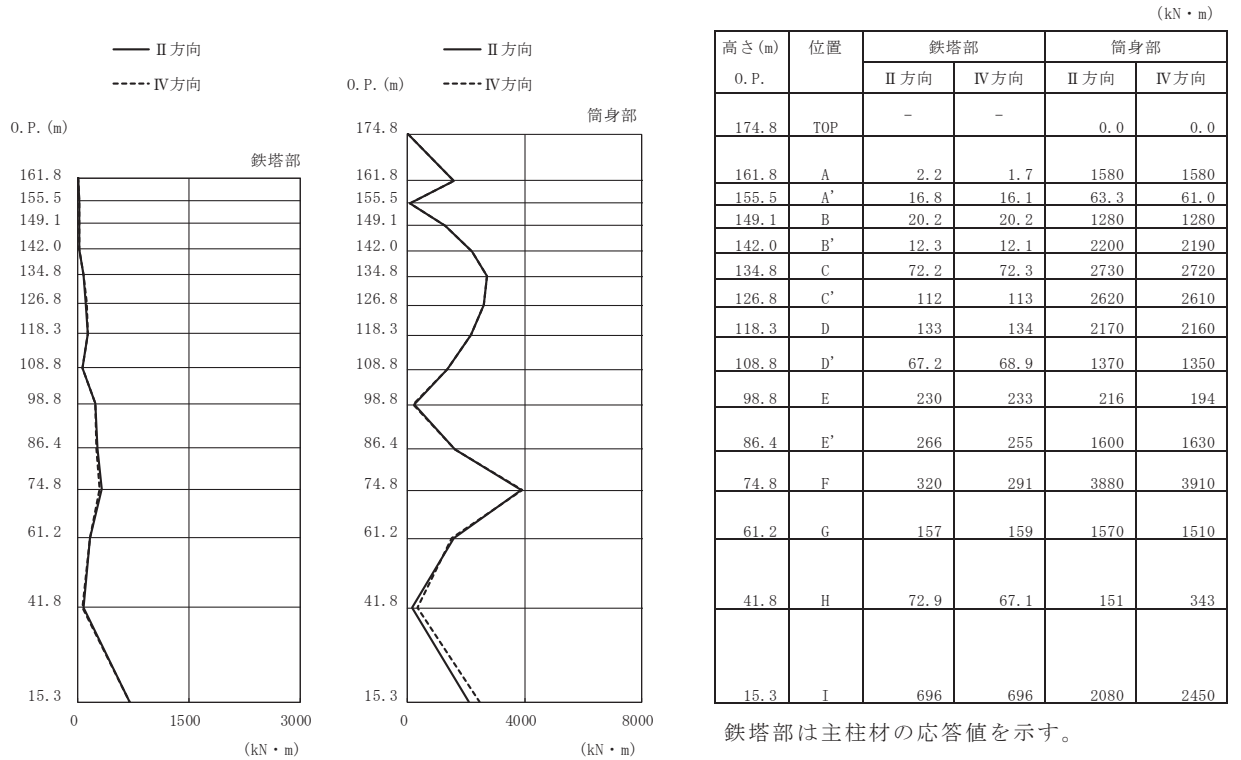 II 方向
IV方向
O.P.(m)
鉄塔部
161.8
155.5
149.1
142.0
134.8
126.8
118.3
108.8
98.8
86.4
74.8
61.2
41.8
15.3
0 1500 3000
(kN・m)
II 方向
O.P.(m) IV方向
筒身部
174.8
161.8
155.5
149.1
142.0
134.8
126.8
118.3
108.8
98.8
86.4
74.8
61.2
41.8
15.3
0 4000 8000
(kN・m)
(kN・m)
高さ(m) 位置 鉄塔部 筒身部
O.P. II 方向 IV方向 II 方向 IV方向
174.8 TOP - - 0.0 0.0
161.8 A 2.2 1.7 1580 1580
155.5 A' 16.8 16.1 63.3 61.0
149.1 B 20.2 20.2 1280 1280
142.0 B' 12.3 12.1 2200 2190
134.8 C 72.2 72.3 2730 2720
126.8 C' 112 113 2620 2610
118.3 D 133 134 2170 2160
108.8 D' 67.2 68.9 1370 1350
98.8 E 230 233 216 194
86.4 E' 266 255 1600 1630
74.8 F 320 291 3880 3910
61.2 G 157 159 1570 1510
41.8 H 72.9 67.1 151 343
15.3 I 696 696 2080 2450
鉄塔部は主柱材の応答値を示す。